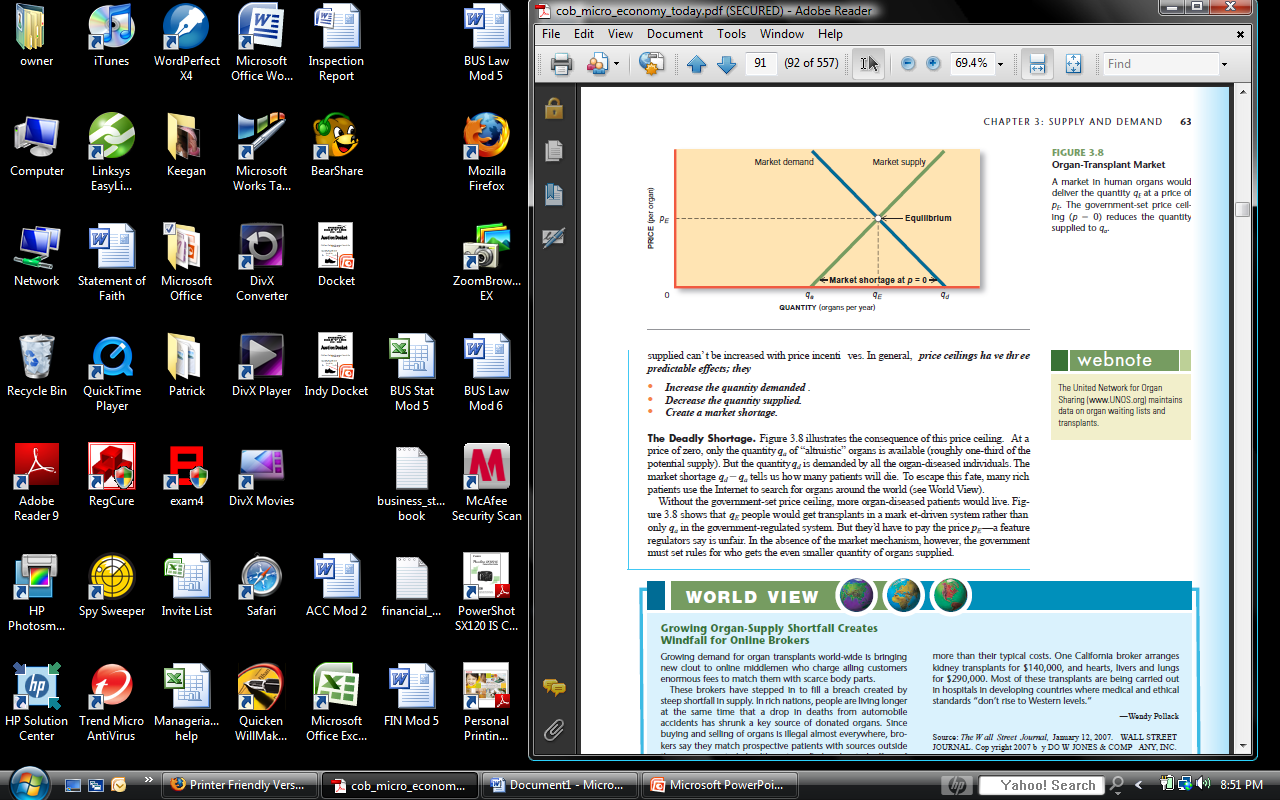 owner
iTunes
WordPerfect
X4
Microsoft
Office Wo...
Inspection
Report
BUS Law
Mod 5
Computer
Linksys
EasyLi...
Keegan
Microsoft
Works Ta...
BearShare
Mozilla
Firefox
Network
Statement of
Faith
Microsoft
Office
DivX
Converter
Docket
ZoomBrow...
EX
Recycle Bin
QuickTime
Player
Patrick
DivX Player
Indy Docket
BUS Stat
Mod 5
BUS Law
Mod 6
Adobe
Reader 9
RegCure
exam4
DivX Movies
business_st...
book
McAfee
Security Scan
HP
Photosm...
Spy Sweeper
Invite List
Safari
ACC Mod 2
financial_...
PowerShot
SX120 IS C...
HP Solution
Center
Trend Micro
AntiVirus
Manageria...
help
Quicken
WillMak...
Microsoft
Office Exc...
FIN Mod 5
Personal
Printin...
cob_micro_economy_today.pdf (SECURED) - Adobe Reader
File Edit View Document Tools Window Help
91 (92 of 557) 69.4% Find
CHAPTER 3: SUPPLY AND DEMAND 63
Market demand
Market supply
PRICE (per organ)
pE
Equilibrium
Market shortage at p = 0
0
qa
qE
qd
QUANTITY (organs per year)
FIGURE 3.8
Organ-Transplant Market
A market in human organs would
deliver the quantity qE at a price of
pE. The government-set price ceil-
ing (p = 0) reduces the quantity
supplied to qa.
supplied can't be increased with price incenti ves. In general, price ceilings ha ve thr ee
predictable effects; they
• Increase the quantity demanded .
• Decrease the quantity supplied.
• Create a market shortage.
webnote
The United Network for Organ
Sharing (www.UNOS.org) maintains
data on organ waiting lists and
transplants.
The Deadly Shortage. Figure 3.8 illustrates the consequence of this price ceiling. At a
price of zero, only the quantity qa of "altruistic" organs is available (roughly one-third of the
potential supply). But the quantity qd is demanded by all the organ-diseased individuals. The
market shortage qd – qa tells us how many patients will die. To escape this fate, many rich
patients use the Internet to search for organs around the world (see World View).
Without the government-set price ceiling, more organ-diseased patients would live. Fig-
ure 3.8 shows that qE people would get transplants in a mark et-driven system rather than
only qa in the government-regulated system. But they'd have to pay the price pE—a feature
regulators say is unfair. In the absence of the market mechanism, however, the government
must set rules for who gets the even smaller quantity of organs supplied.
WORLD VIEW
Growing Organ-Supply Shortfall Creates
Windfall for Online Brokers
Growing demand for organ transplants world-wide is bringing
new clout to online middlemen who charge ailing customers
enormous fees to match them with scarce body parts.
These brokers have stepped in to fill a breach created by
steep shortfall in supply. In rich nations, people are living longer
at the same time that a drop in deaths from automobile
accidents has shrunk a key source of donated organs. Since
buying and selling of organs is illegal almost everywhere, bro-
kers say they match prospective patients with sources outside
more than their typical costs. One California broker arranges
kidney transplants for $140,000, and hearts, livers and lungs
for $290,000. Most of these transplants are being carried out
in hospitals in developing countries where medical and ethical
standards "don't rise to Western levels."
—Wendy Pollack
Source: The W all Street Journal, January 12, 2007. WALL STREET
JOURNAL. Cop yright 2007 b y DO W JONES & COMP ANY, INC.
Printer Friendly Vers...
cob_micro_econom...
Document1 - Micro...
Microsoft PowerPoi...
Yahoo! Search
8:51 PM